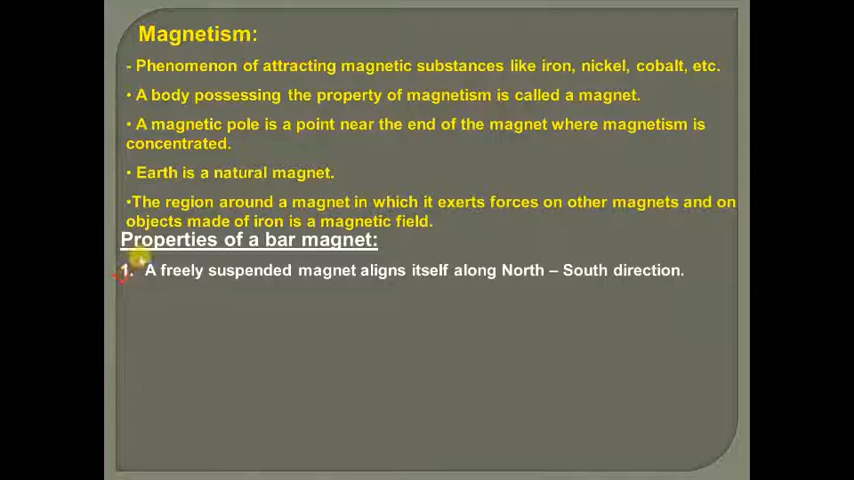 Magnetism:
- Phenomenon of attracting magnetic substances like iron, nickel, cobalt, etc.
• A body possessing the property of magnetism is called a magnet.
• A magnetic pole is a point near the end of the magnet where magnetism is
concentrated.
• Earth is a natural magnet.
•The region around a magnet in which it exerts forces on other magnets and on
objects made of iron is a magnetic field.
Properties of a bar magnet:
1. A freely suspended magnet aligns itself along North – South direction.